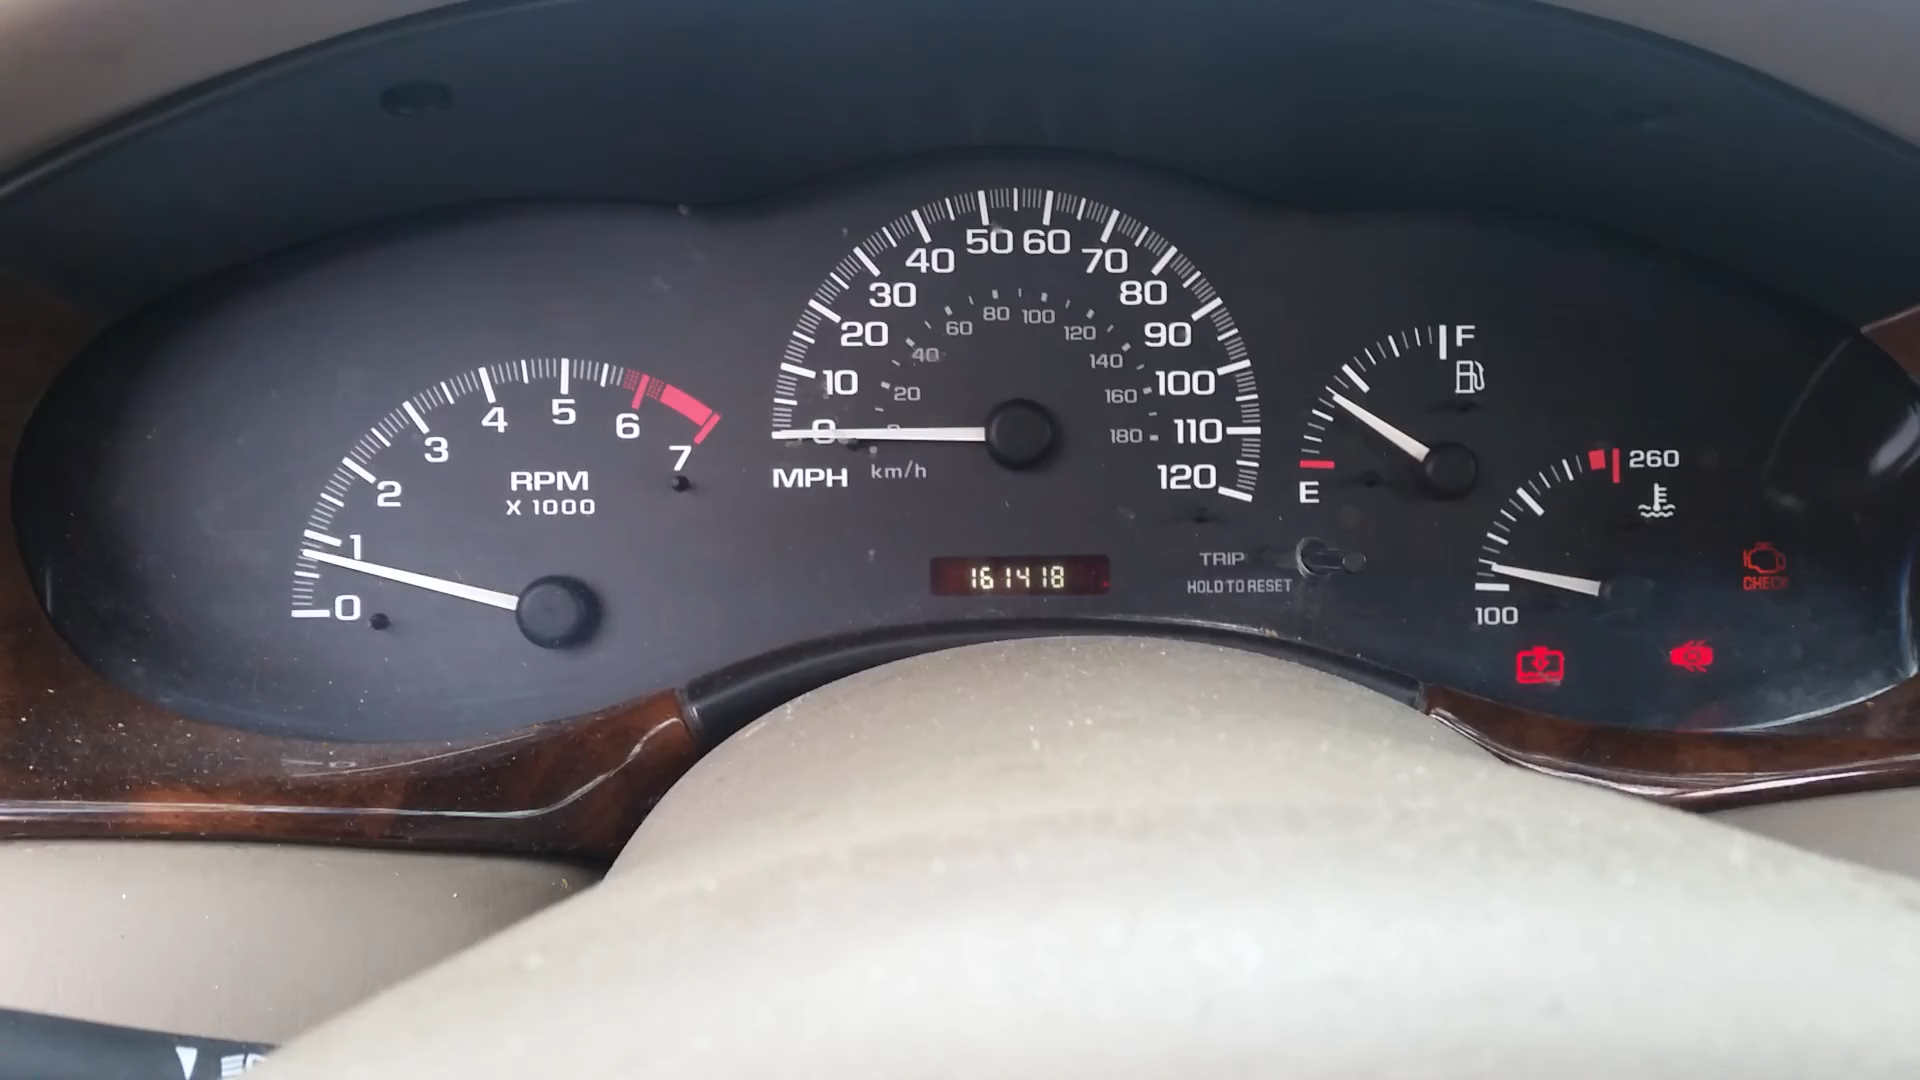 0 1 2 3 4 5 6 7
RPM
X 1000
0 10 20 30 40 50 60 70 80 90 100 110 120
20 40 60 80 100 120 140 160 180
MPH km/h
161418
TRIP
HOLD TO RESET
F
E
260
100
CHECK